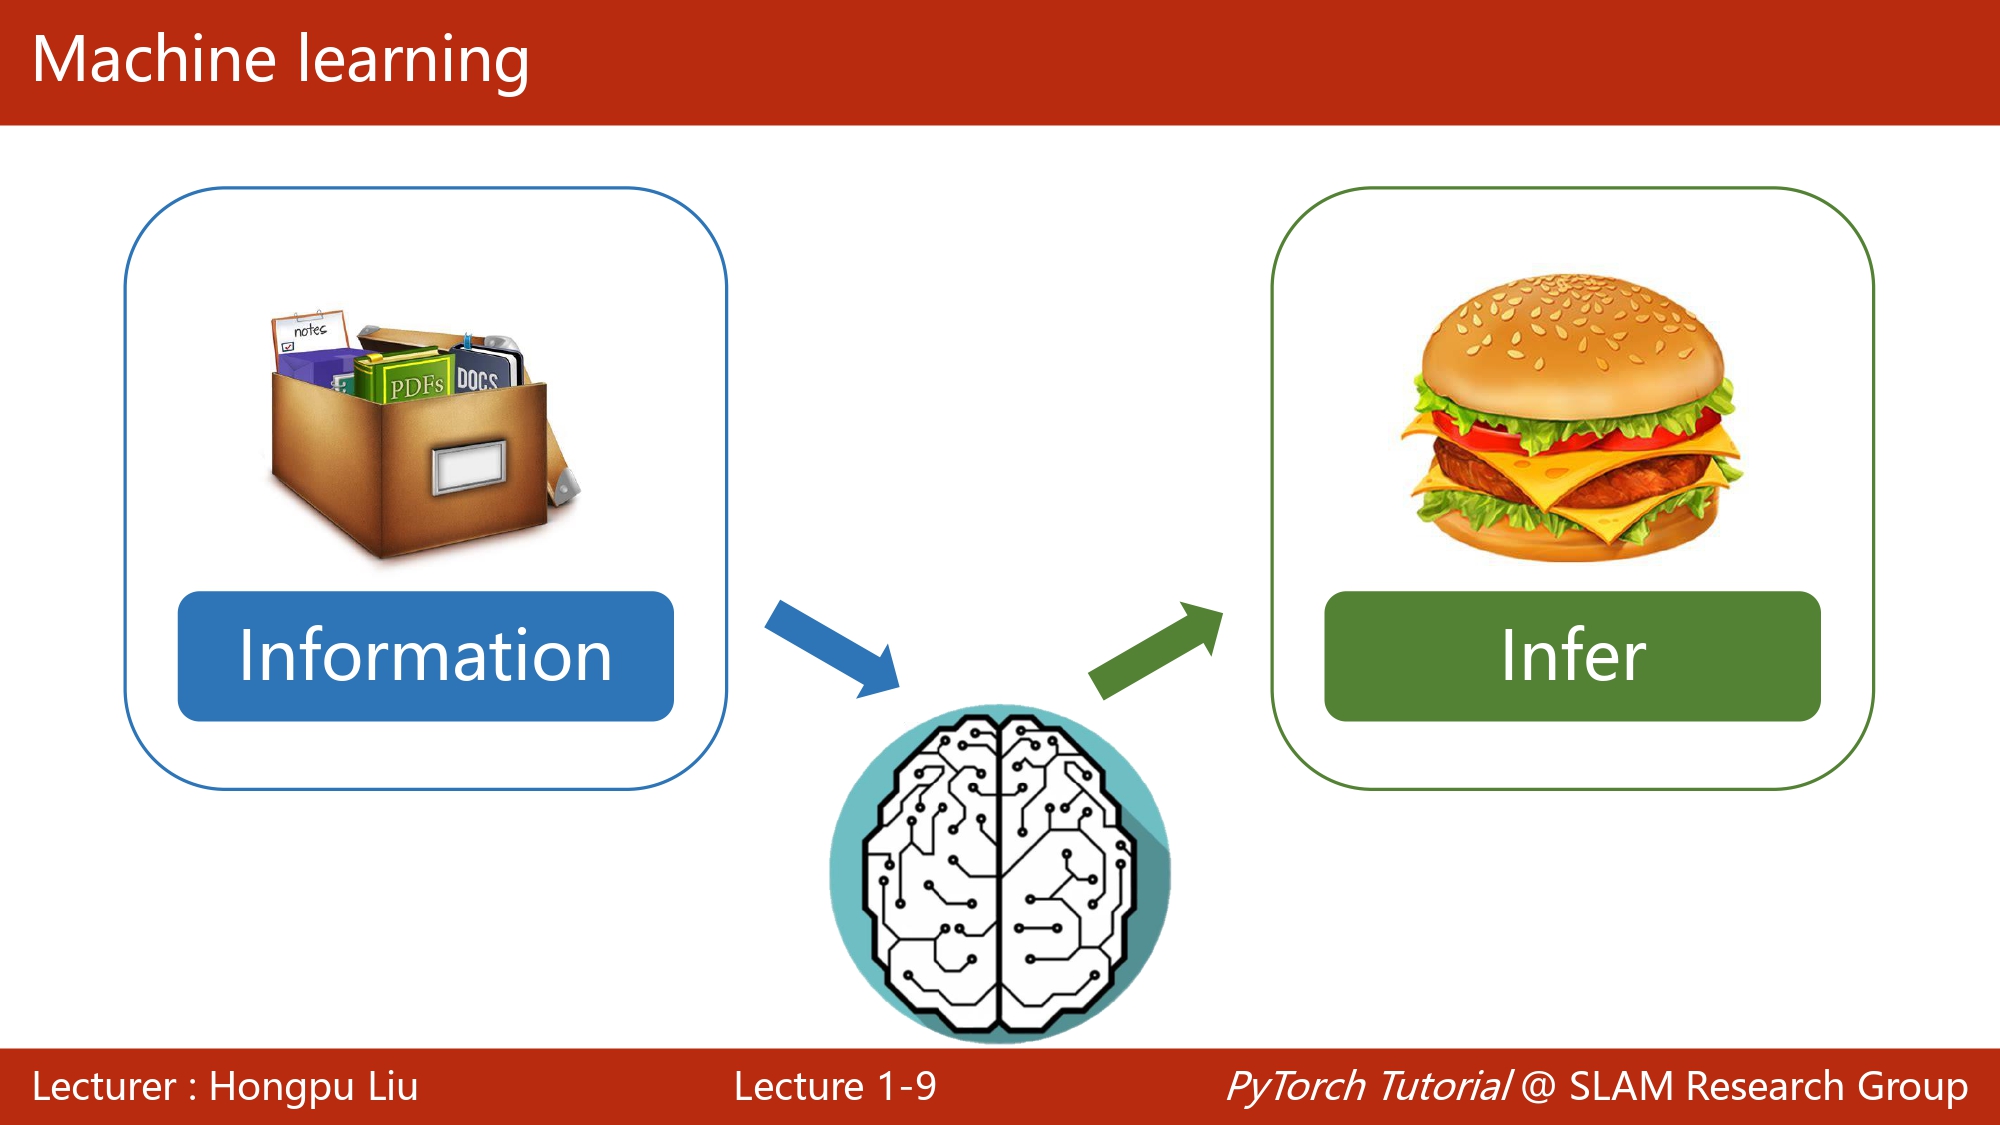 Machine learning
notes
PDFs
DOCS
Information
Infer
Lecturer : Hongpu Liu
Lecture 1-9
PyTorch Tutorial @ SLAM Research Group